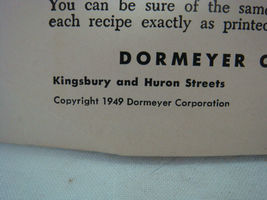 You can be sure of the same
each recipe exactly as printed
DORMEYER C
Kingsbury and Huron Streets
Copyright 1949 Dormeyer Corporation